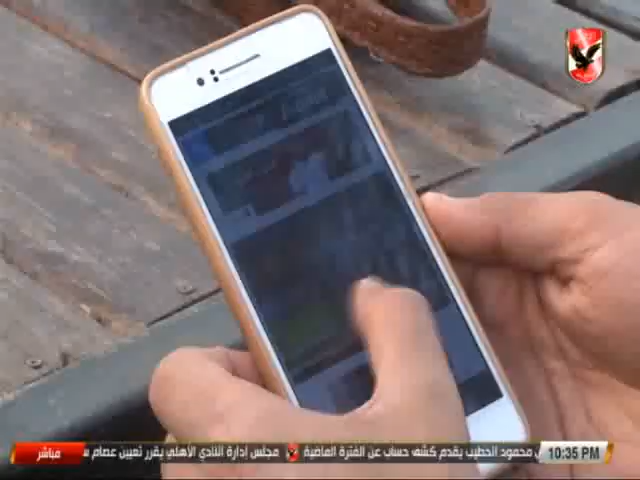 مباشر
محمود الخطيب يقدم كشف حساب عن الفترة الماضية مجلس إدارة النادي الأهلي يقرر تعيين عصام
10:35 PM